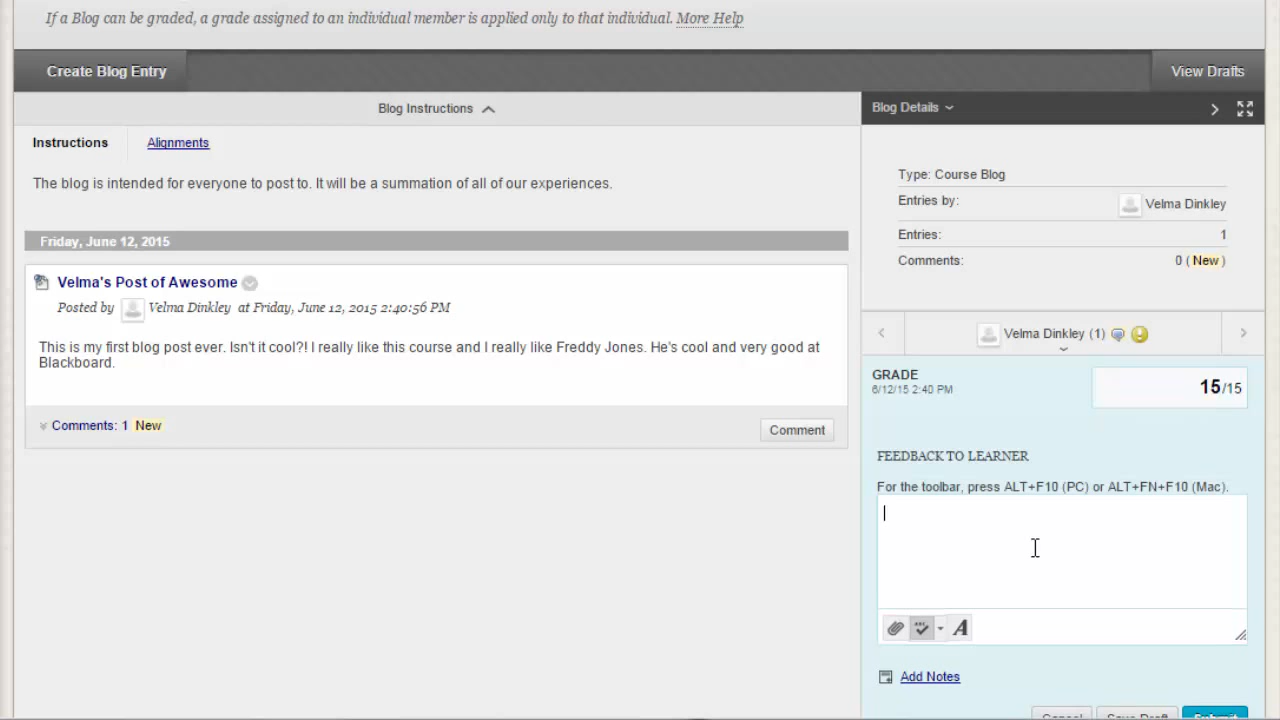 If a Blog can be graded, a grade assigned to an individual member is applied only to that individual. More Help
Create Blog Entry
View Drafts
Blog Instructions
Instructions
Alignments
The blog is intended for everyone to post to. It will be a summation of all of our experiences.
Friday, June 12, 2015
Velma's Post of Awesome
Posted by Velma Dinkley at Friday, June 12, 2015 2:40:56 PM
This is my first blog post ever. Isn't it cool?! I really like this course and I really like Freddy Jones. He's cool and very good at
Blackboard.
Comments: 1 New
Comment
Blog Details
Type: Course Blog
Entries by: Velma Dinkley
Entries: 1
Comments: 0 ( New )
Velma Dinkley (1)
GRADE
6/12/15 2:40 PM
15/15
FEEDBACK TO LEARNER
For the toolbar, press ALT+F10 (PC) or ALT+FN+F10 (Mac).
ABC
A
Add Notes
Cancel
Save Draft
Submit